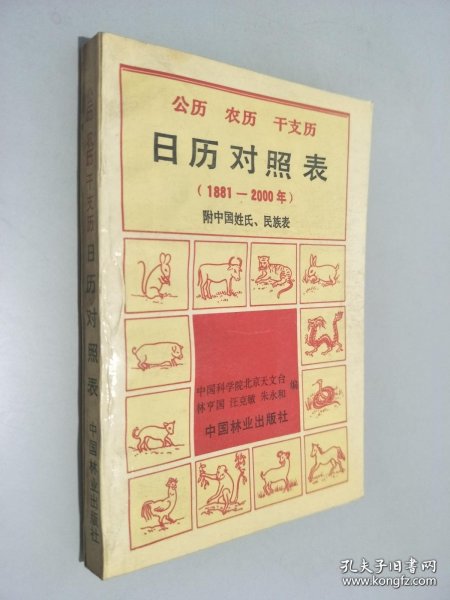 公历 农历 干支历
日历对照表
(1881—2000年)
附中国姓氏、民族表
中国科学院北京天文台
林亨国 汪克敏 朱永和
编
中国林业出版社
公历 农历 干支历 日历对照表 中国林业出版社
孔夫子旧书网
www.kongfz.com